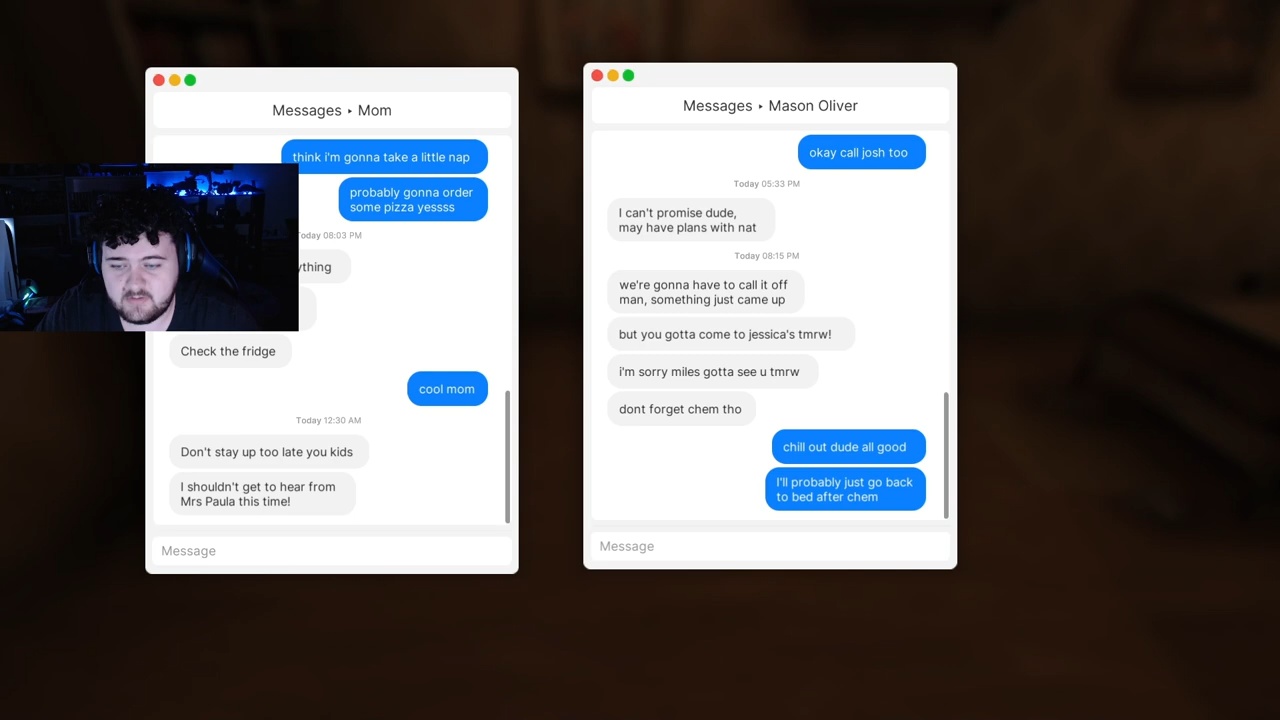 Messages ‣ Mom
think i'm gonna take a little nap
probably gonna order
some pizza yessss
Today 08:03 PM
Check the fridge
cool mom
Today 12:30 AM
Don't stay up too late you kids
I shouldn't get to hear from
Mrs Paula this time!
Message
Messages ‣ Mason Oliver
okay call josh too
Today 05:33 PM
I can't promise dude,
may have plans with nat
Today 08:15 PM
we're gonna have to call it off
man, something just came up
but you gotta come to jessica's tmrw!
i'm sorry miles gotta see u tmrw
dont forget chem tho
chill out dude all good
I'll probably just go back
to bed after chem
Message